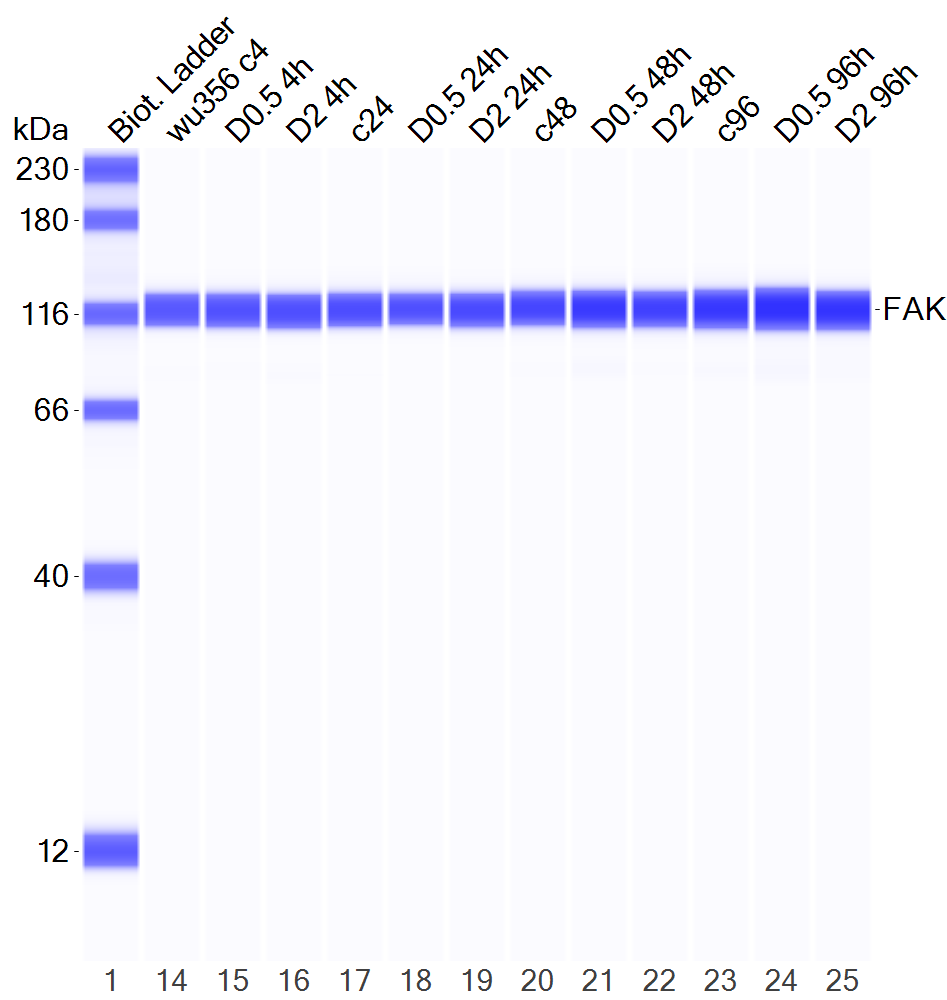 kDa
Biot. Ladder
wu356 c4
D0.5 4h
D2 4h
c24
D0.5 24h
D2 24h
c48
D0.5 48h
D2 48h
c96
D0.5 96h
D2 96h
230
180
116
FAK
66
40
12
1 14 15 16 17 18 19 20 21 22 23 24 25